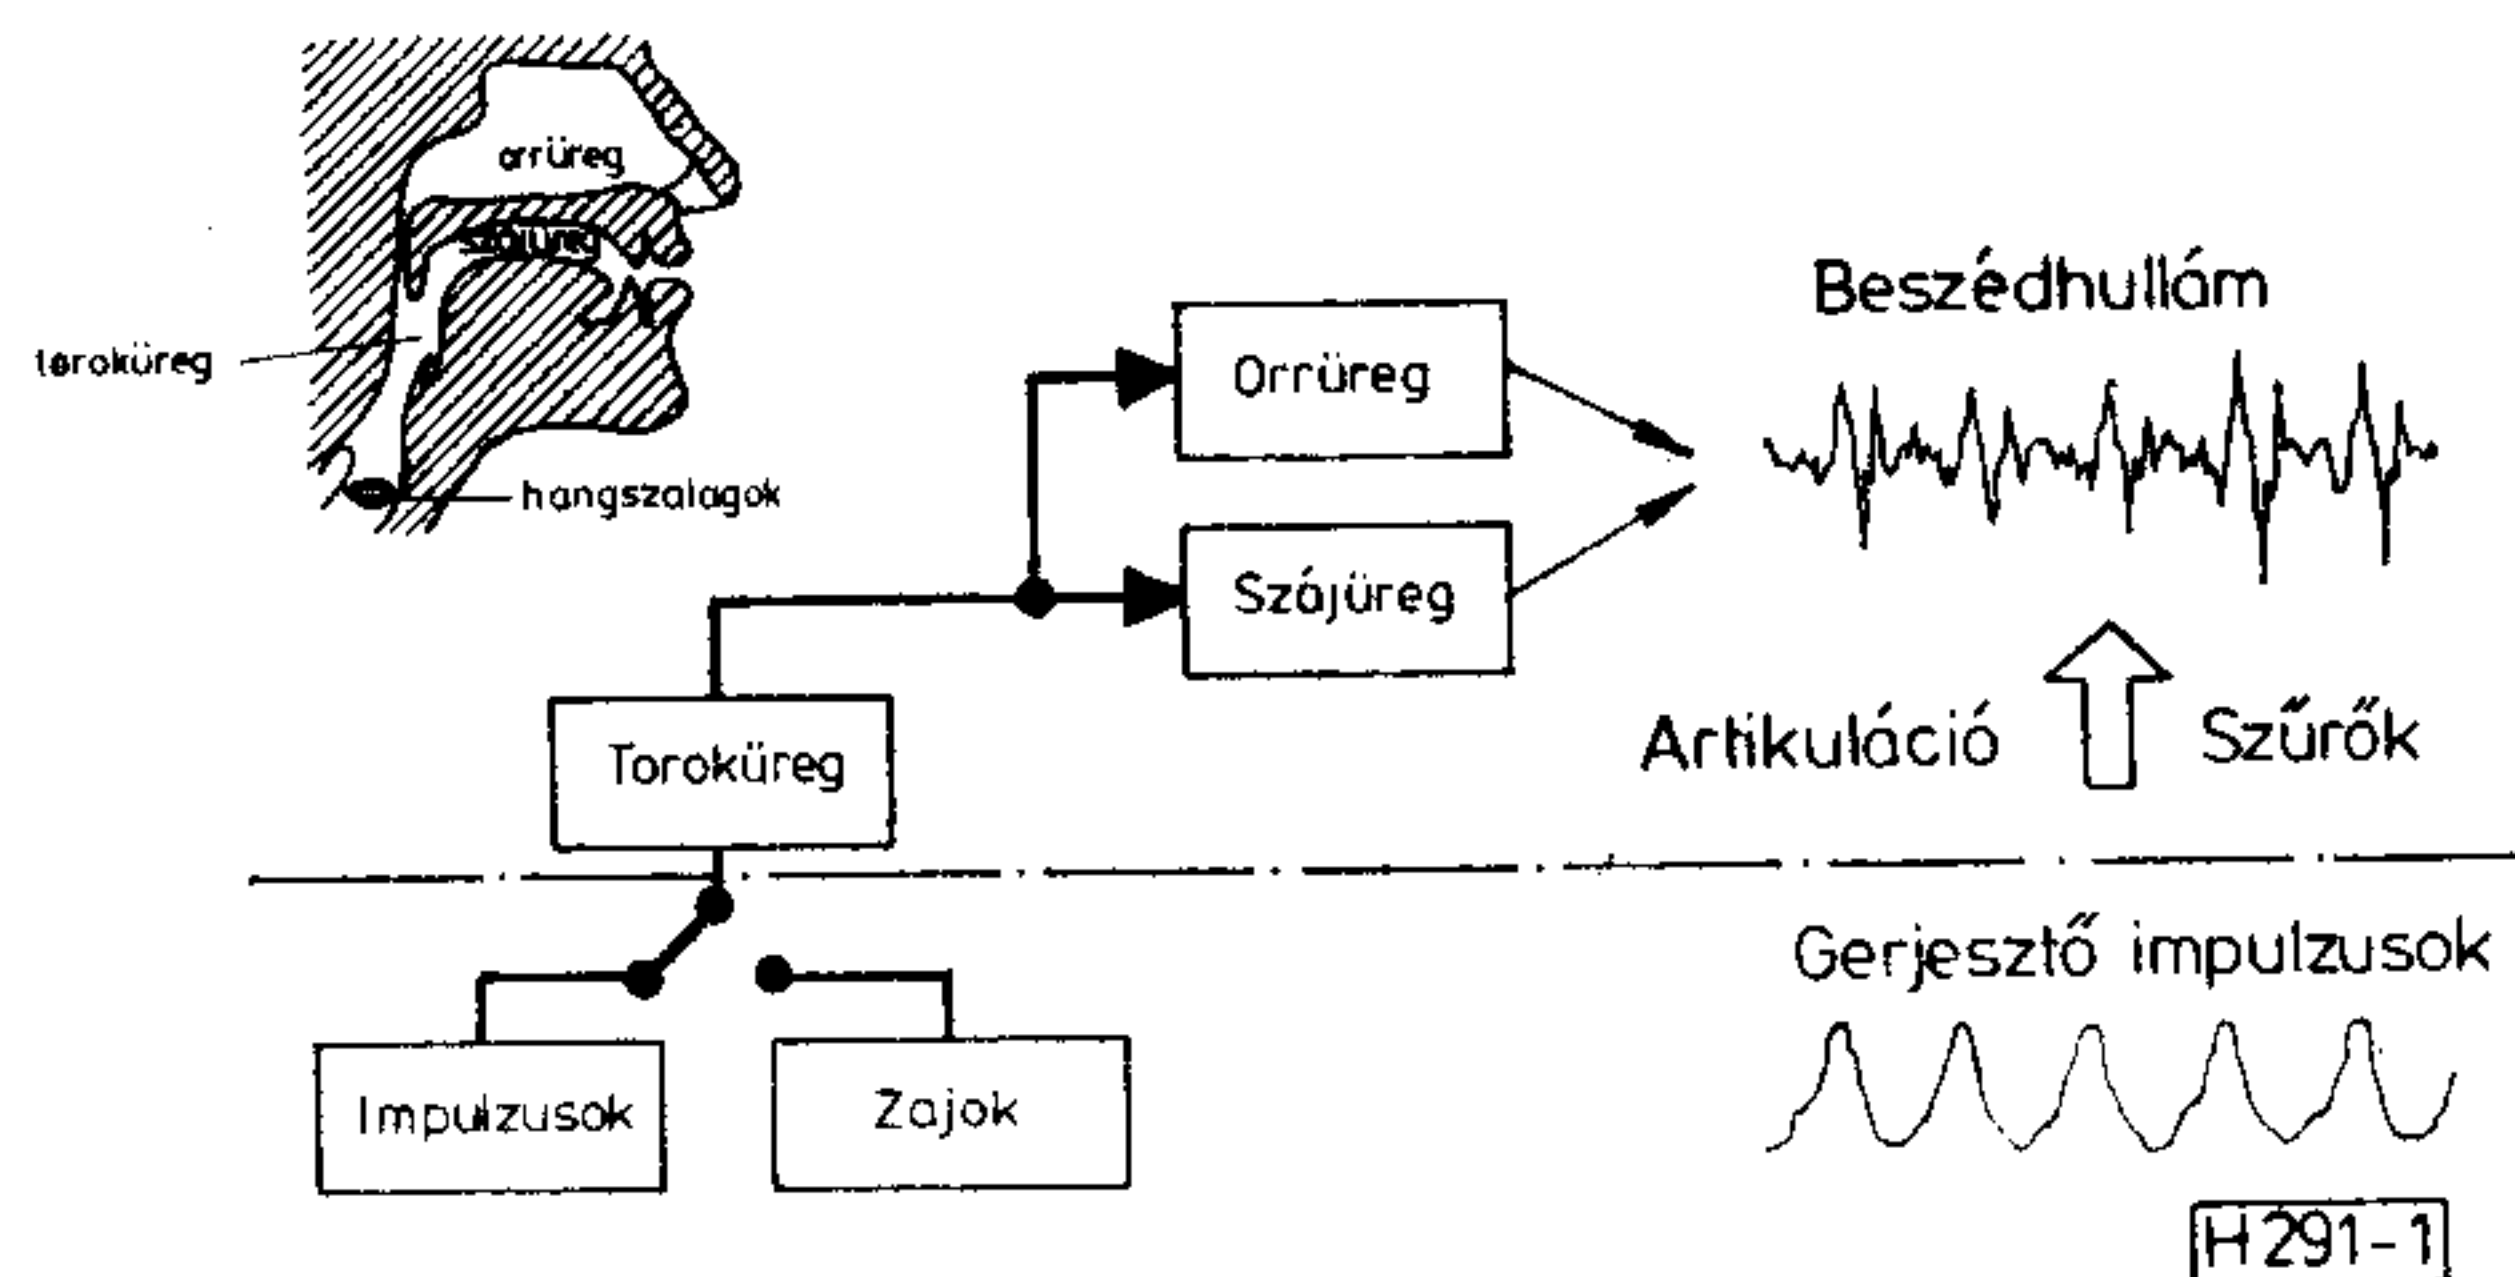 orrüreg
szájüreg
toroküreg
hangszalagok
Orrüreg
Beszédhullám
Szájüreg
Toroküreg
Artikuláció Szűrők
Gerjesztő impulzusok
Impulzusok
Zajok
H291-1